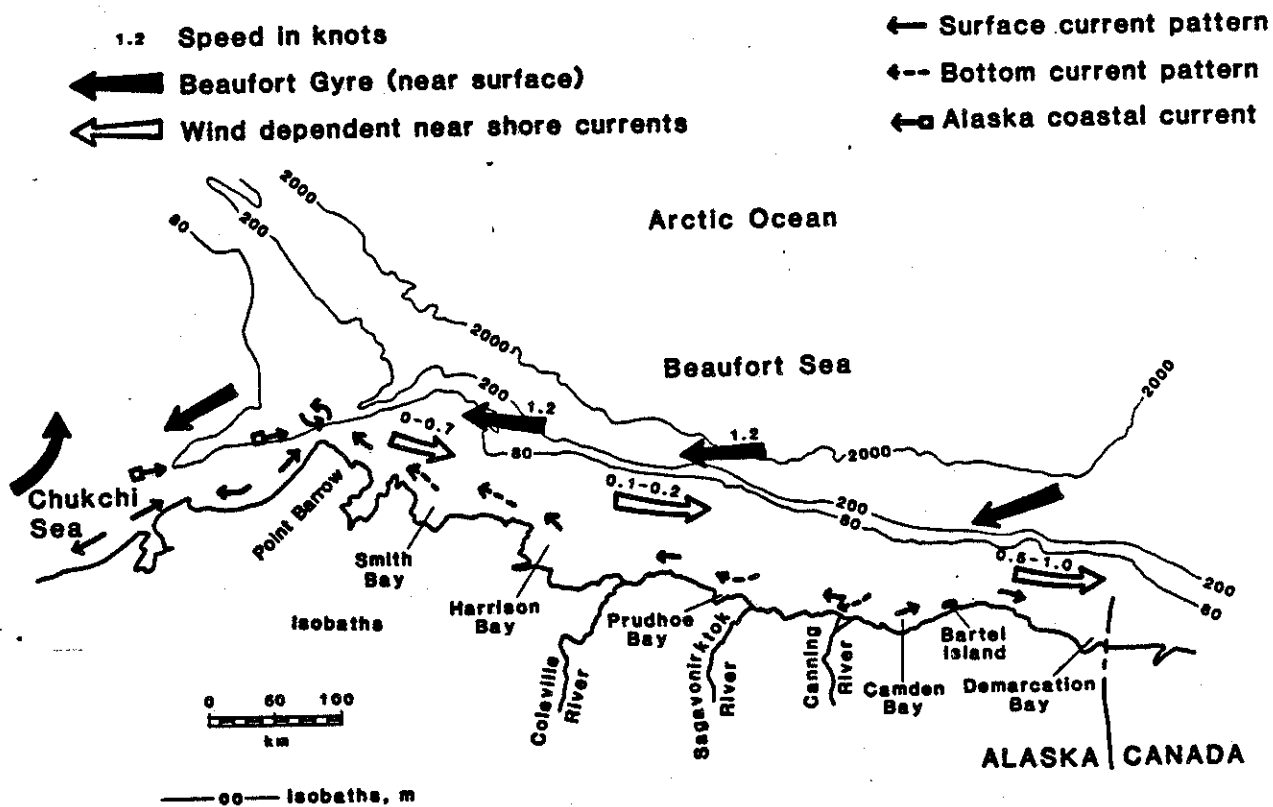 1.2 Speed in knots
Beaufort Gyre (near surface)
Wind dependent near shore currents
Surface current pattern
Bottom current pattern
Alaska coastal current
2000
200
80
Arctic Ocean
2000
Beaufort Sea
2000
200
1.2
0-0.7
80
1.2
2000
0.1-0.2
200
80
Chukchi
Sea
Point Barrow
0.5-1.0
200
80
Smith
Bay
Harrison
Bay
Isobaths
Prudhoe
Bay
Coleville
River
Sagavonirktok
River
Canning
River
Camden
Bay
Bartel
Island
Demarcation
Bay
0 50 100
km
ALASKA CANADA
00 Isobaths, m